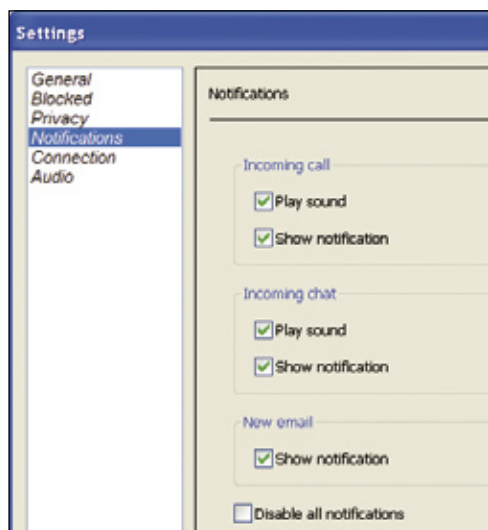 Settings
General
Blocked
Privacy
Notifications
Connection
Audio
Notifications
Incoming call
Play sound
Show notification
Incoming chat
Play sound
Show notification
New email
Show notification
Disable all notifications